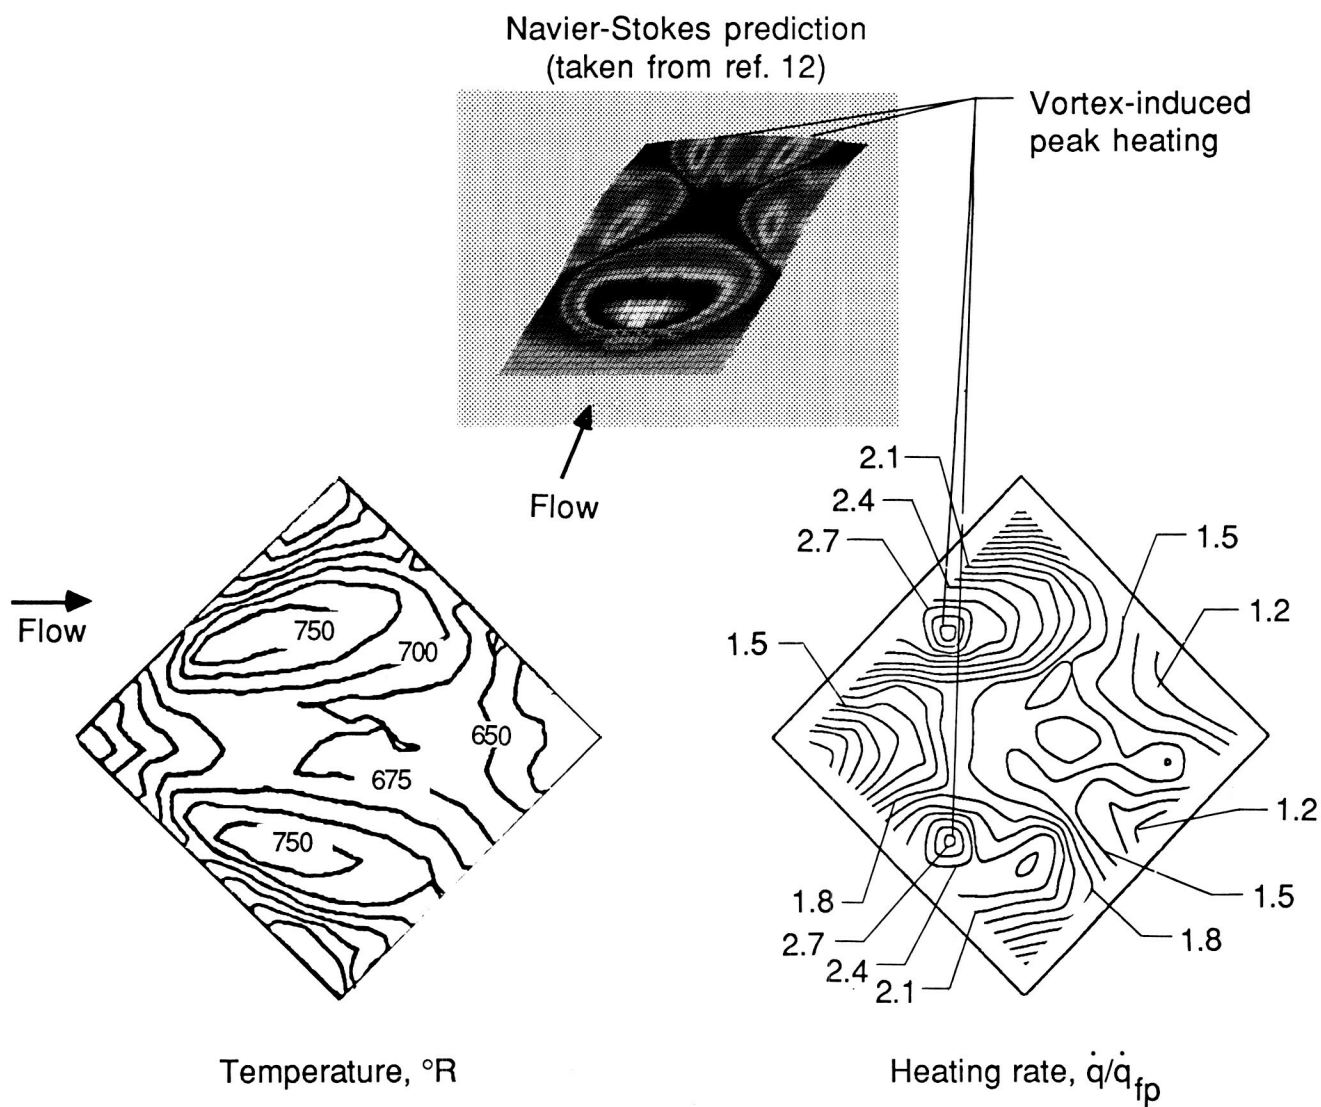 Navier-Stokes prediction
(taken from ref. 12)
Vortex-induced
peak heating
Flow
Flow
750
700
650
675
750
Temperature, °R
2.1
2.4
2.7
1.5
1.5
1.2
1.2
1.8
1.5
2.7
1.8
2.4
2.1
Heating rate, q̇/q̇fp